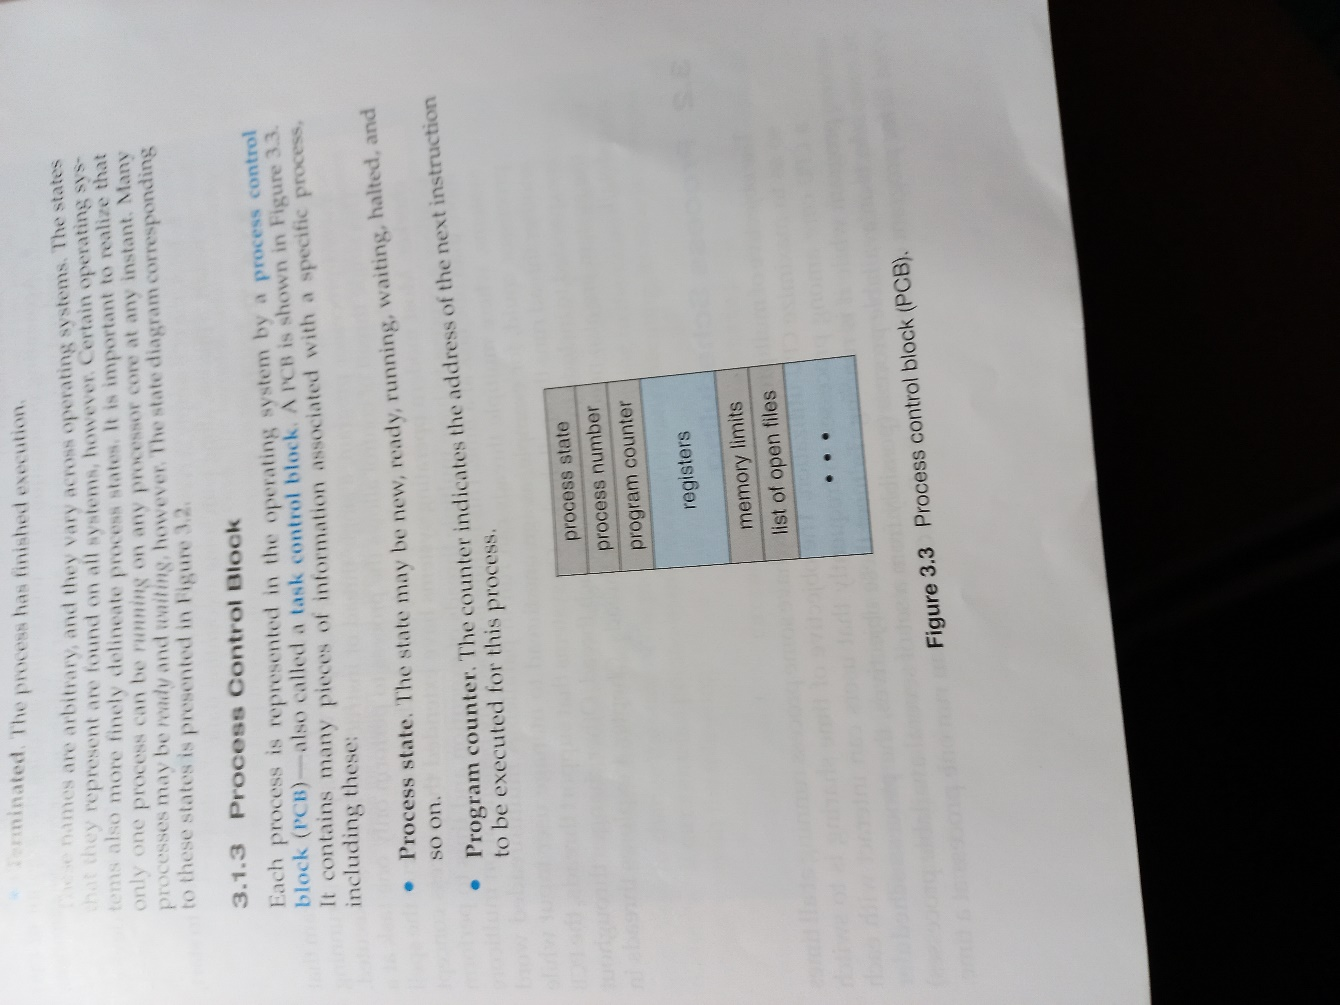 Terminated. The process has finished execution.
These names are arbitrary, and they vary across operating systems. The states
that they represent are found on all systems, however. Certain operating sys-
tems also more finely delineate process states. It is important to realize that
only one process can be running on any processor core at any instant. Many
processes may be ready and waiting, however. The state diagram corresponding
to these states is presented in Figure 3.2.
3.1.3 Process Control Block
Each process is represented in the operating system by a process control
block (PCB)—also called a task control block. A PCB is shown in Figure 3.3.
It contains many pieces of information associated with a specific process,
including these:
• Process state. The state may be new, ready, running, waiting, halted, and
so on.
• Program counter. The counter indicates the address of the next instruction
to be executed for this process.
process state
process number
program counter
registers
memory limits
list of open files
• • •
Figure 3.3 Process control block (PCB).